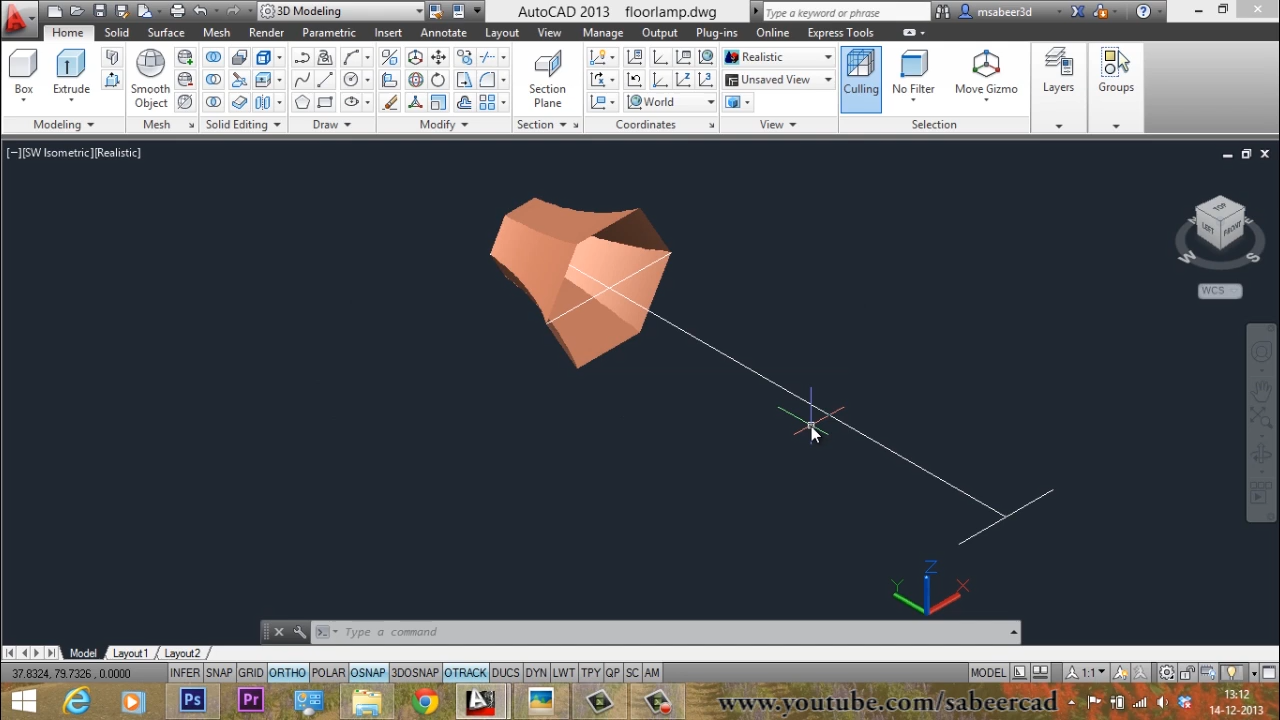 3D Modeling
AutoCAD 2013 floorlamp.dwg
Type a keyword or phrase
msabeer3d
Home Solid Surface Mesh Render Parametric Insert Annotate Layout View Manage Output Plug-ins Online Express Tools
Box
Extrude
Smooth Object
Section Plane
Realistic
Unsaved View
World
Culling
No Filter
Move Gizmo
Layers
Groups
Modeling Mesh Solid Editing Draw Modify Section Coordinates View Selection
[−][SW Isometric][Realistic]
TOP
LEFT FRONT
N E
W S
WCS
Z
Y X
Type a command
Model Layout1 Layout2
37.8324, 79.7326 , 0.0000 INFER SNAP GRID ORTHO POLAR OSNAP 3DOSNAP OTRACK DUCS DYN LWT TPY QP SC AM MODEL 1:1
Ps Pr
www.youtube.com/sabeercad
13:12
14-12-2013